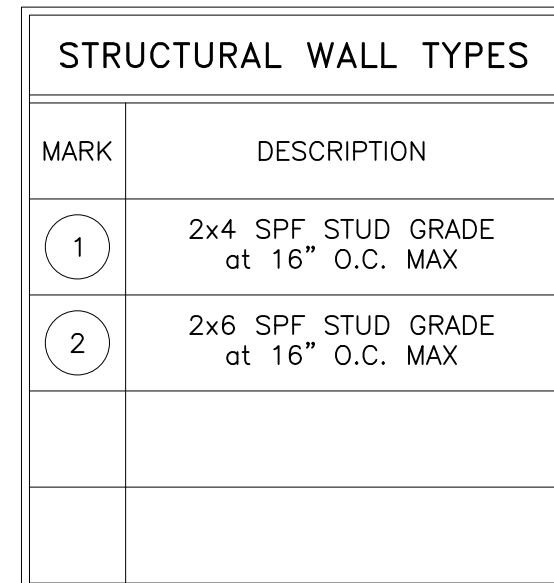 STRUCTURAL WALL TYPES
MARK
DESCRIPTION
1
2x4 SPF STUD GRADE
at 16” O.C. MAX
2
2x6 SPF STUD GRADE
at 16” O.C. MAX